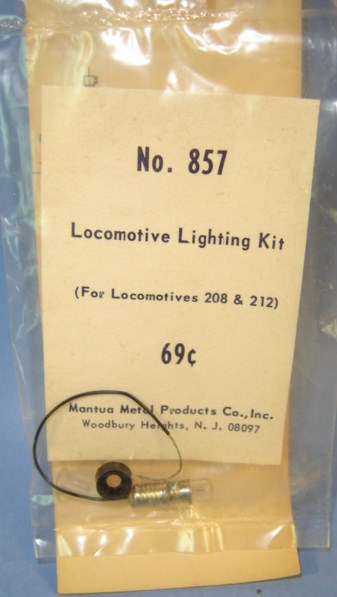 No. 857
Locomotive Lighting Kit
(For Locomotives 208 & 212)
69¢
Mantua Metal Products Co., Inc.
Woodbury Heights, N. J. 08097